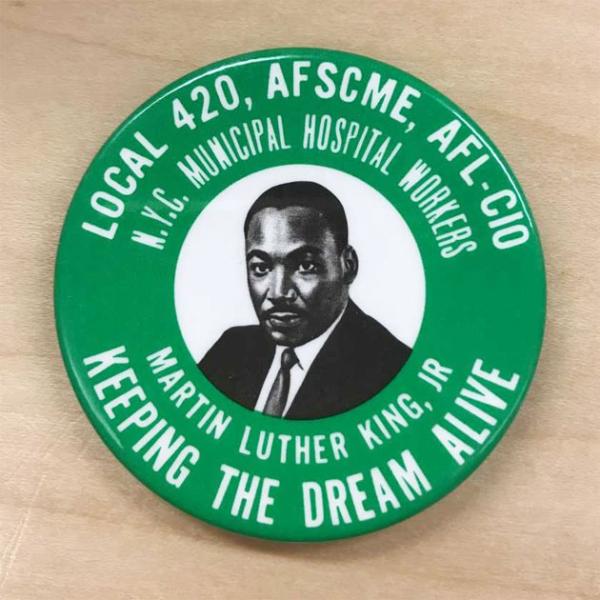 LOCAL 420, AFSCME, AFL-CIO
N.Y.C. MUNICIPAL HOSPITAL WORKERS
MARTIN LUTHER KING, JR
KEEPING THE DREAM ALIVE